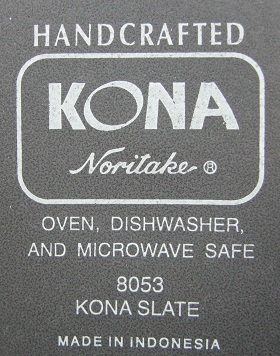 HANDCRAFTED
KONA
Noritake ®
OVEN, DISHWASHER,
AND MICROWAVE SAFE
8053
KONA SLATE
MADE IN INDONESIA